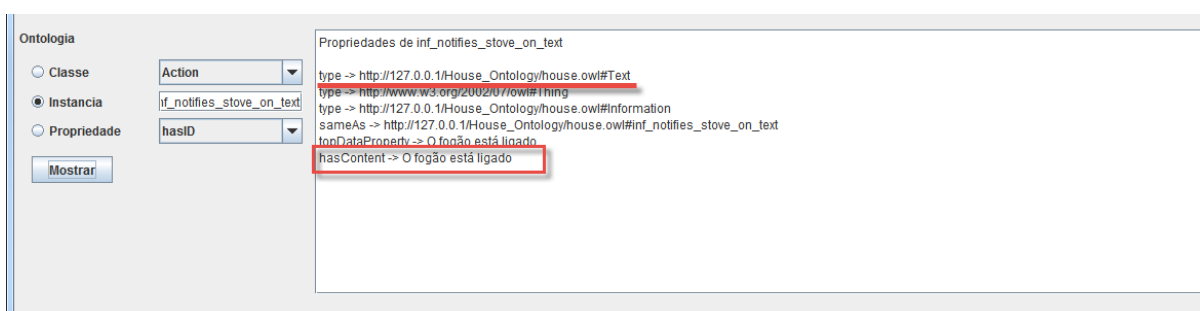 Ontologia
Classe
Action
Instancia
nf_notifies_stove_on_text
Propriedade
hasID
Mostrar
Propriedades de inf_notifies_stove_on_text
type -> http://127.0.0.1/House_Ontology/house.owl#Text
type -> http://www.w3.org/2002/07/owl#Thing
type -> http://127.0.0.1/House_Ontology/house.owl#Information
sameAs -> http://127.0.0.1/House_Ontology/house.owl#inf_notifies_stove_on_text
topDataProperty -> O fogão está ligado
hasContent -> O fogão está ligado